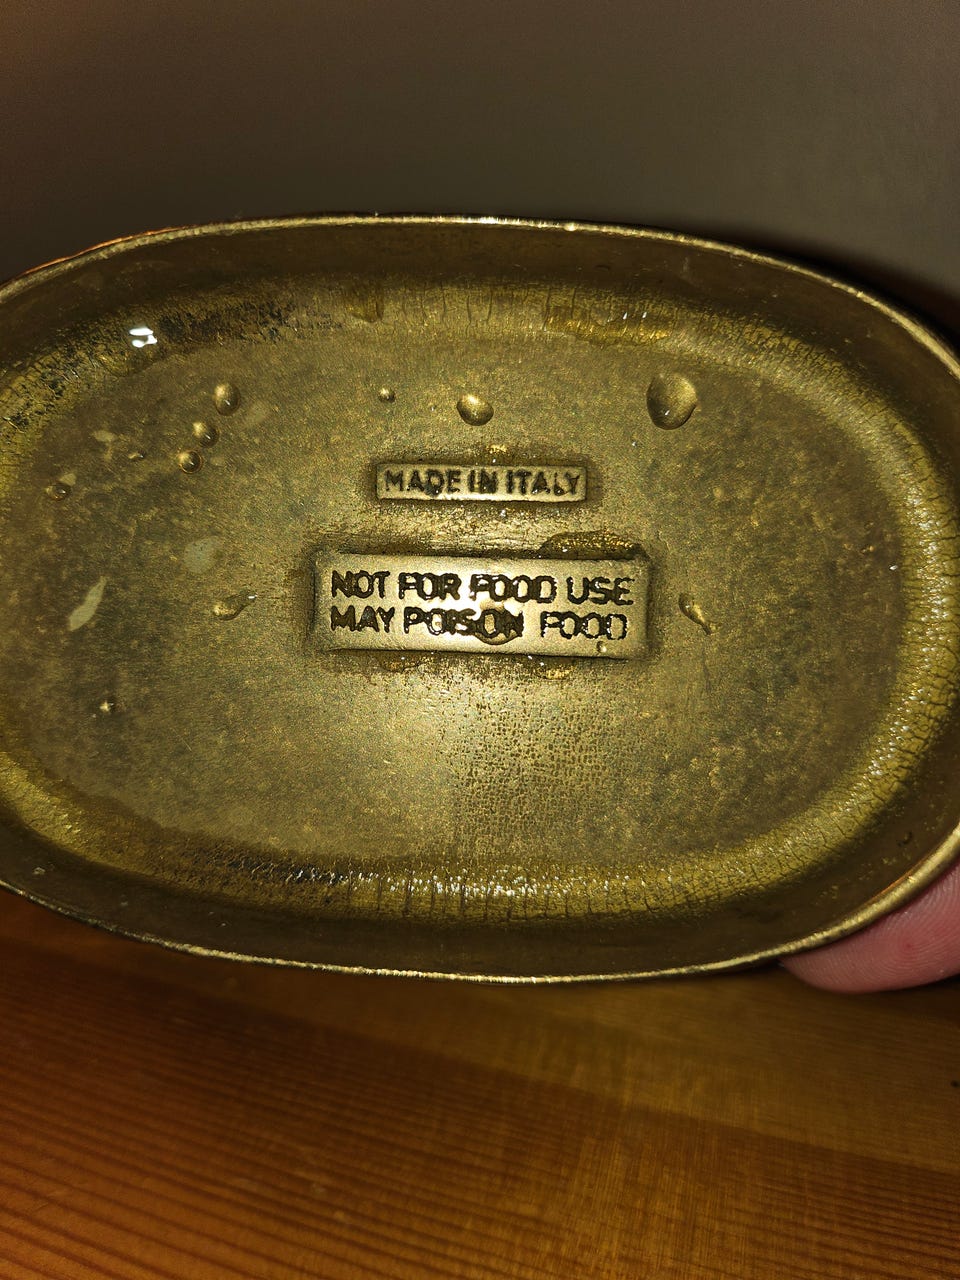 MADE IN ITALY
NOT FOR FOOD USE
MAY POISON FOOD